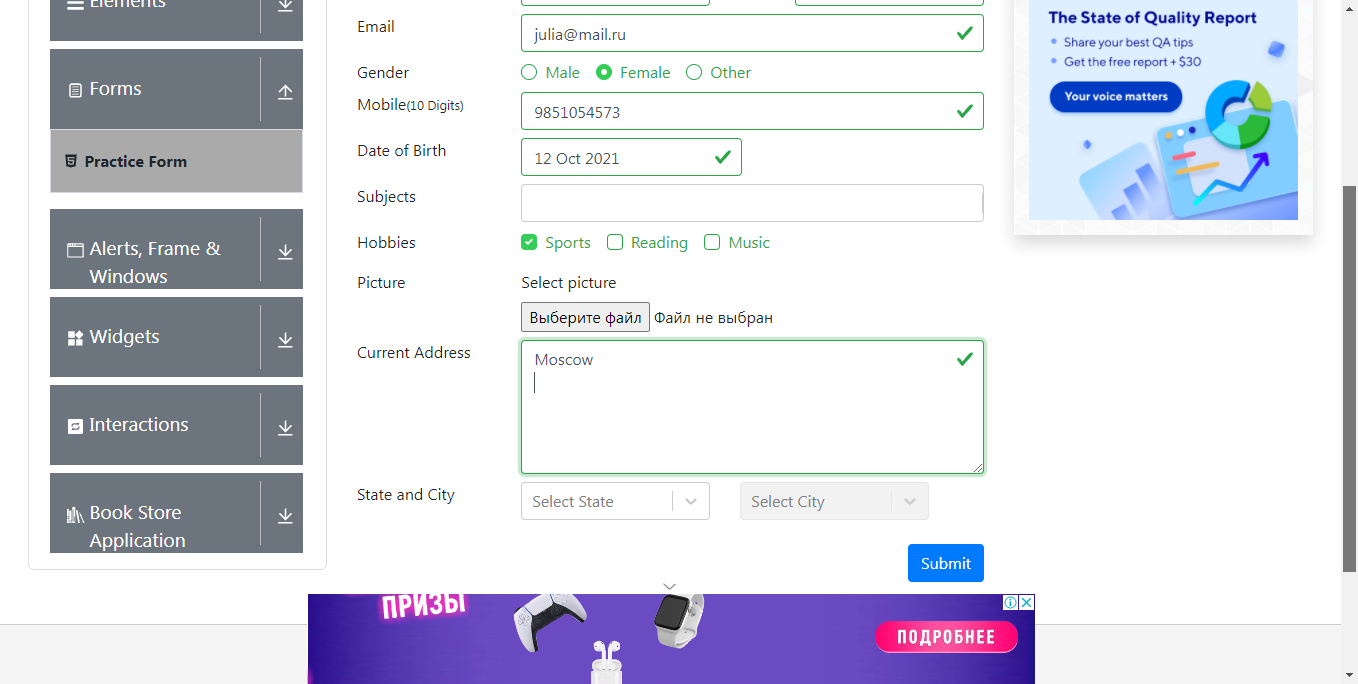 Elements
Forms
Practice Form
Alerts, Frame &
Windows
Widgets
Interactions
Book Store
Application
Email
julia@mail.ru
Gender
Male
Female
Other
Mobile(10 Digits)
9851054573
Date of Birth
12 Oct 2021
Subjects
Hobbies
Sports
Reading
Music
Picture
Select picture
Выберите файл Файл не выбран
Current Address
Moscow
State and City
Select State
Select City
Submit
The State of Quality Report
Share your best QA tips
Get the free report + $30
Your voice matters
ПРИЗЫ
ПОДРОБНЕЕ